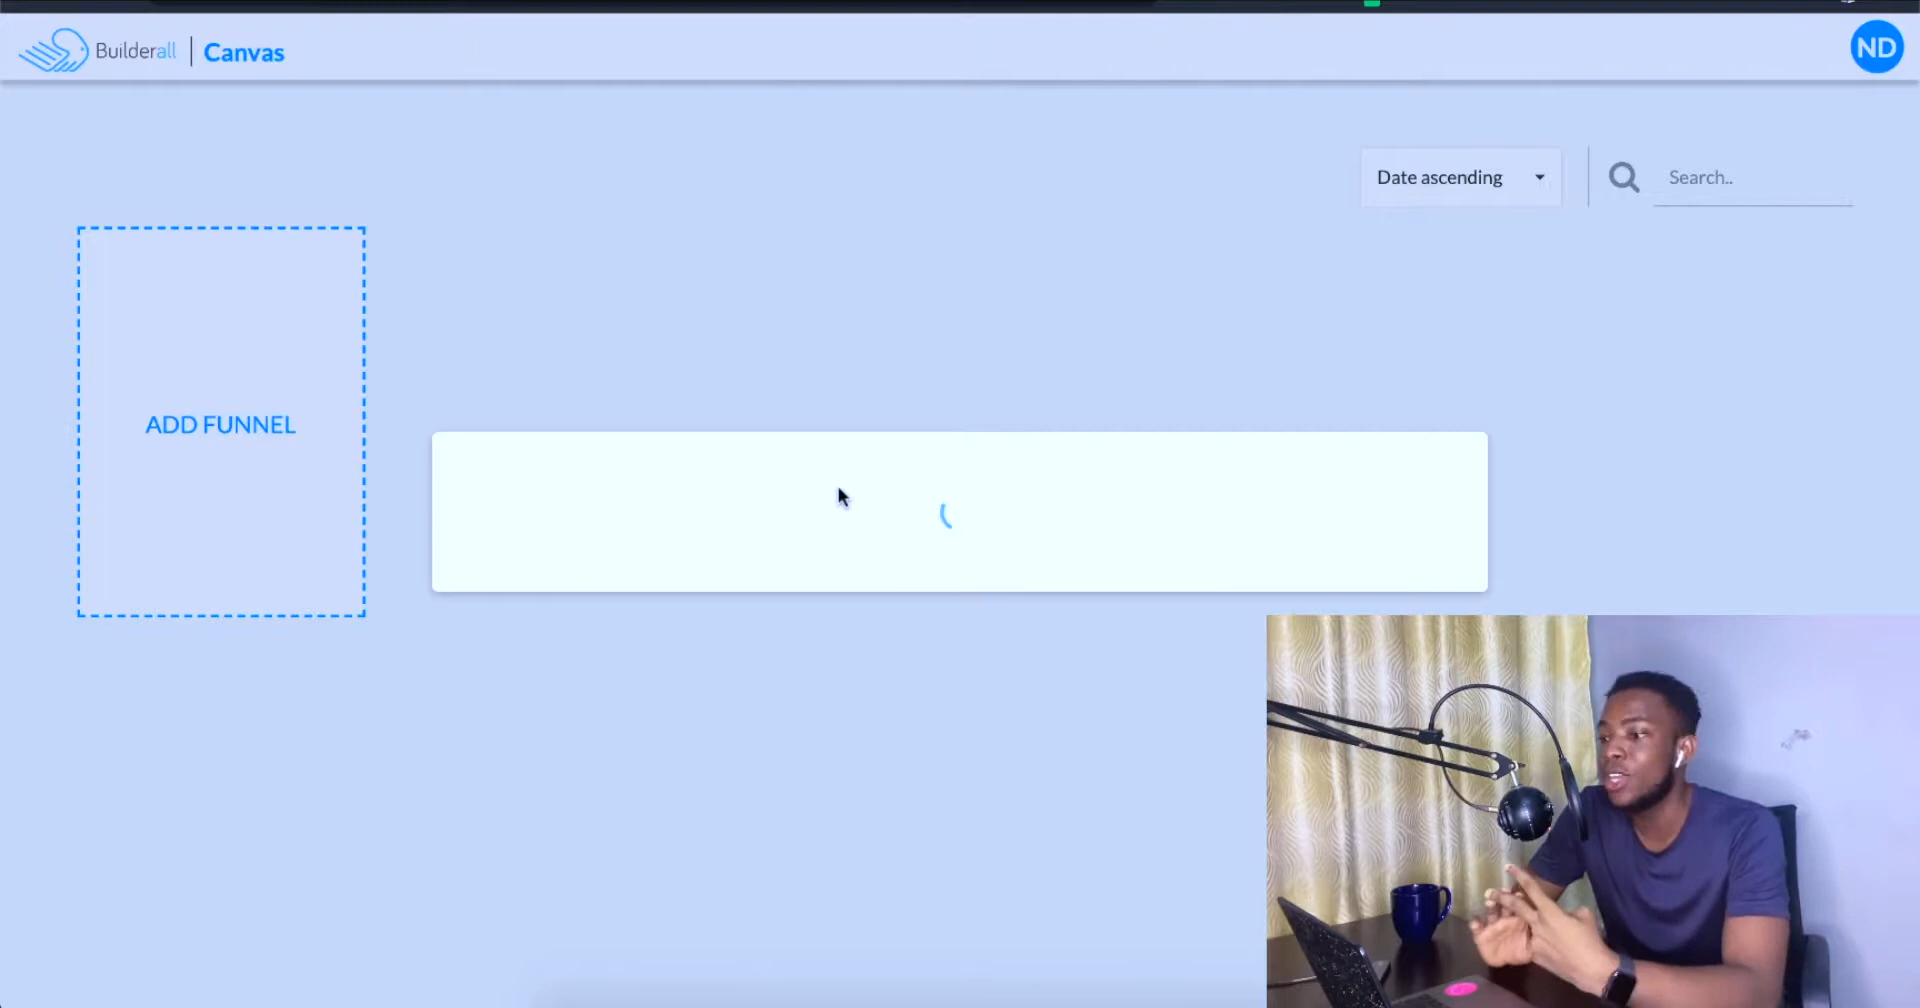 Builderall | Canvas
ND
Date ascending
Search..
ADD FUNNEL